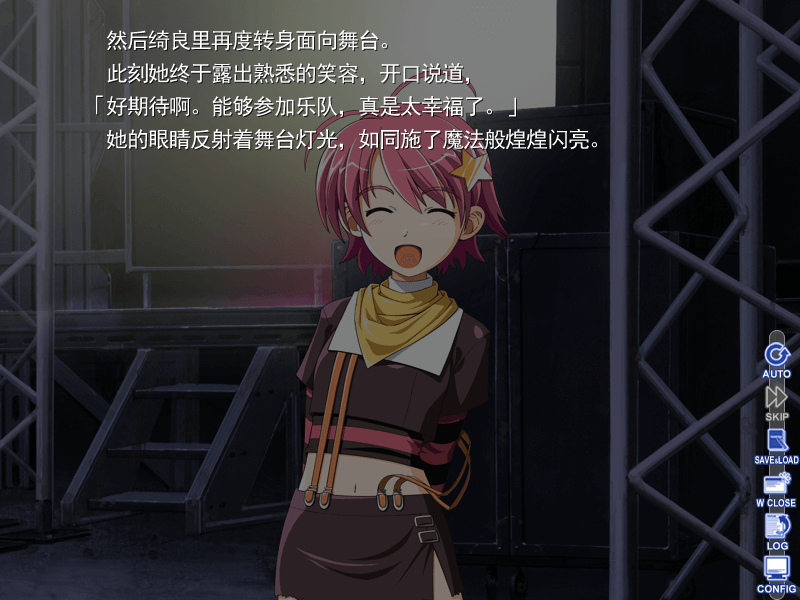 然后绮良里再度转身面向舞台。
此刻她终于露出熟悉的笑容，开口说道，
「好期待啊。能够参加乐队，真是太幸福了。」
她的眼睛反射着舞台灯光，如同施了魔法般煌煌闪亮。
AUTO
SKIP
SAVE&LOAD
W CLOSE
LOG
CONFIG